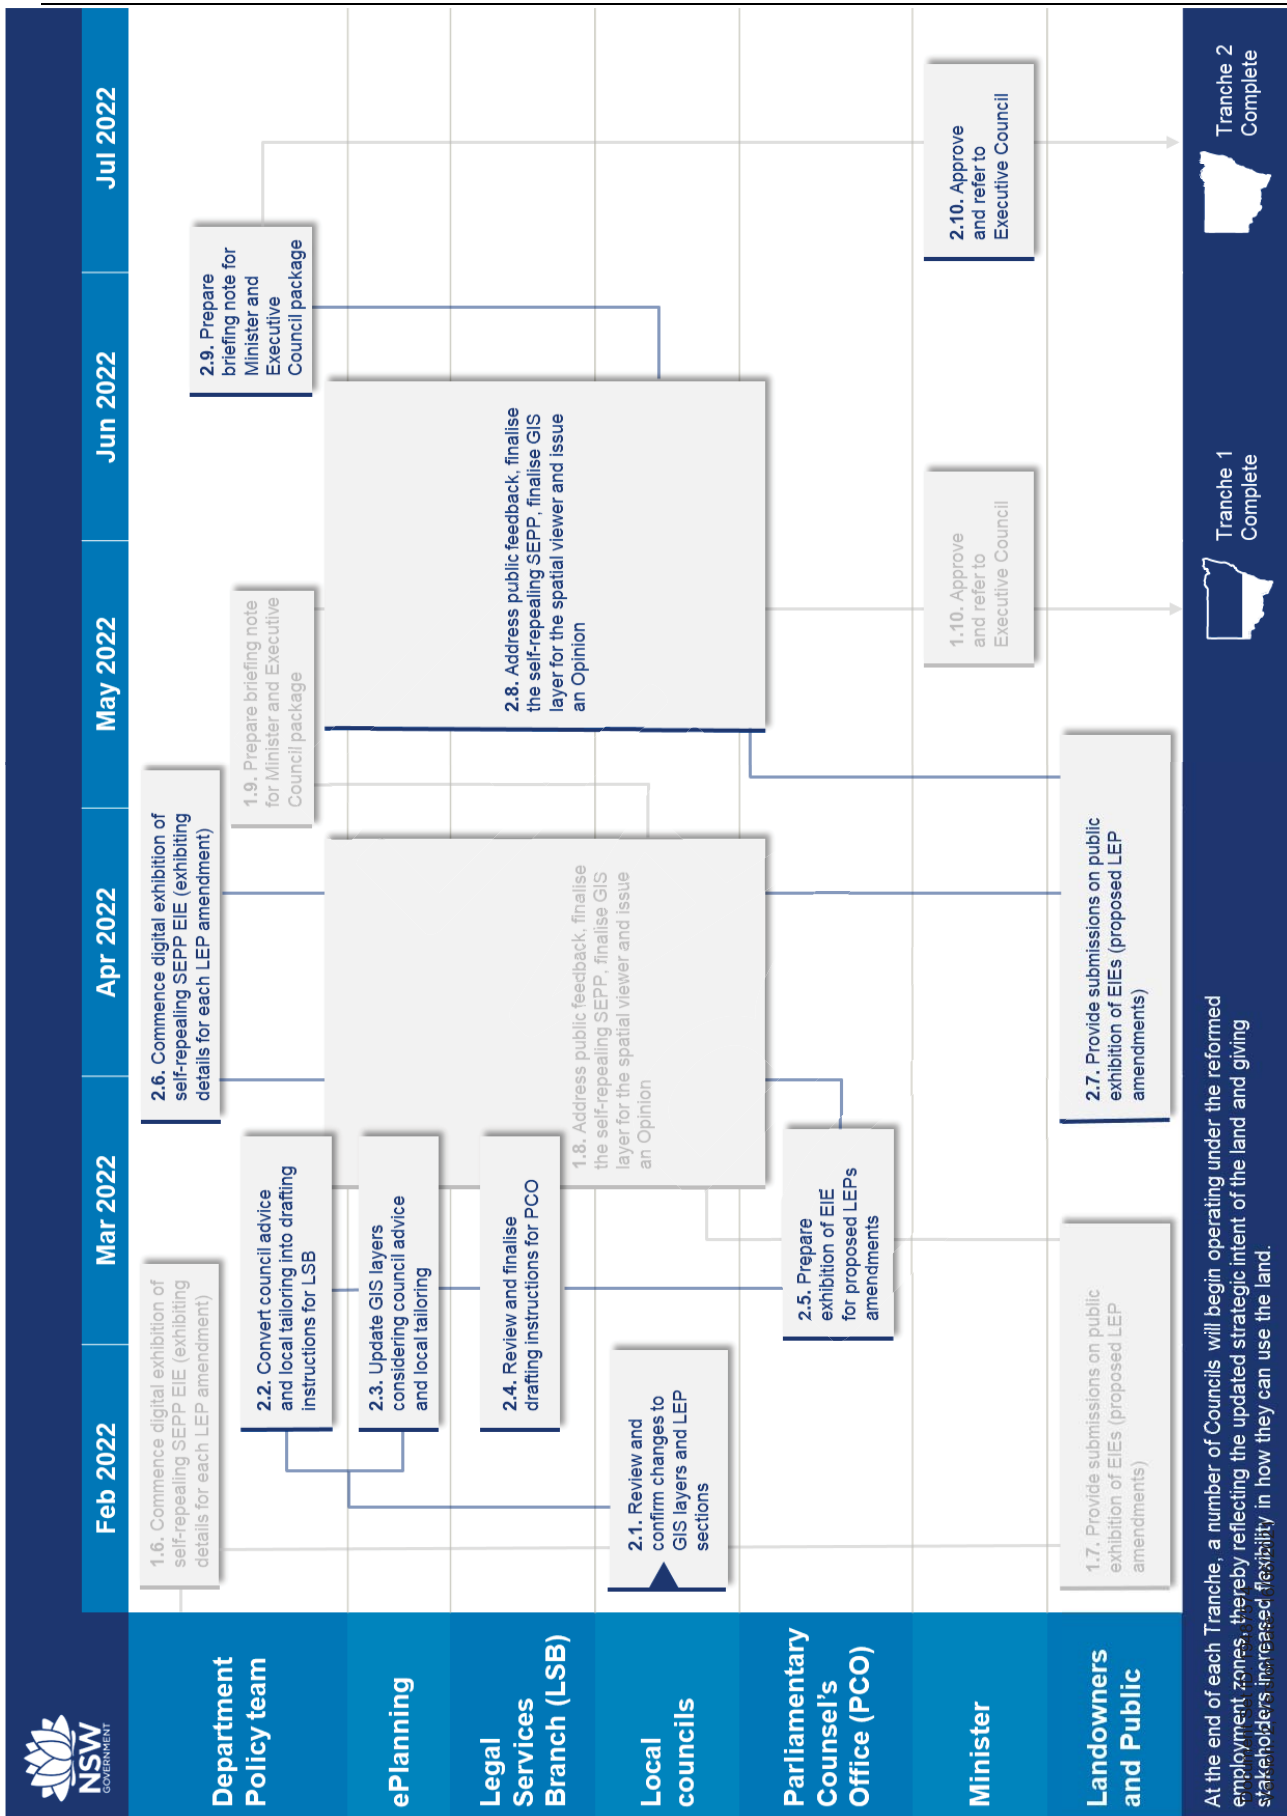 NSW
GOVERNMENT
Feb 2022
Mar 2022
Apr 2022
May 2022
Jun 2022
Jul 2022
Department
Policy team
1.6. Commence digital exhibition of
self-repealing SEPP EIE (exhibiting
details for each LEP amendment)
2.6. Commence digital exhibition of
self-repealing SEPP EIE (exhibiting
details for each LEP amendment)
2.2. Convert council advice
and local tailoring into drafting
instructions for LSB
1.9. Prepare briefing note
for Minister and Executive
Council package
2.9. Prepare
briefing note for
Minister and
Executive
Council package
ePlanning
2.3. Update GIS layers
considering council advice
and local tailoring
Legal
Services
Branch (LSB)
2.4. Review and finalise
drafting instructions for PCO
1.8. Address public feedback, finalise
the self-repealing SEPP, finalise GIS
layer for the spatial viewer and issue
an Opinion
2.8. Address public feedback, finalise
the self-repealing SEPP, finalise GIS
layer for the spatial viewer and issue
an Opinion
Local
councils
2.1. Review and
confirm changes to
GIS layers and LEP
sections
Parliamentary
Counsel's
Office (PCO)
2.5. Prepare
exhibition of EIE
for proposed LEPs
amendments
Minister
1.10. Approve
and refer to
Executive Council
2.10. Approve
and refer to
Executive Council
Landowners
and Public
1.7. Provide submissions on public
exhibition of EIEs (proposed LEP
amendments)
2.7. Provide submissions on public
exhibition of EIEs (proposed LEP
amendments)
At the end of each Tranche, a number of Councils will begin operating under the reformed
employment zones, thereby reflecting the updated strategic intent of the land and giving
stakeholders increased flexibility in how they can use the land.
Tranche 1
Complete
Tranche 2
Complete